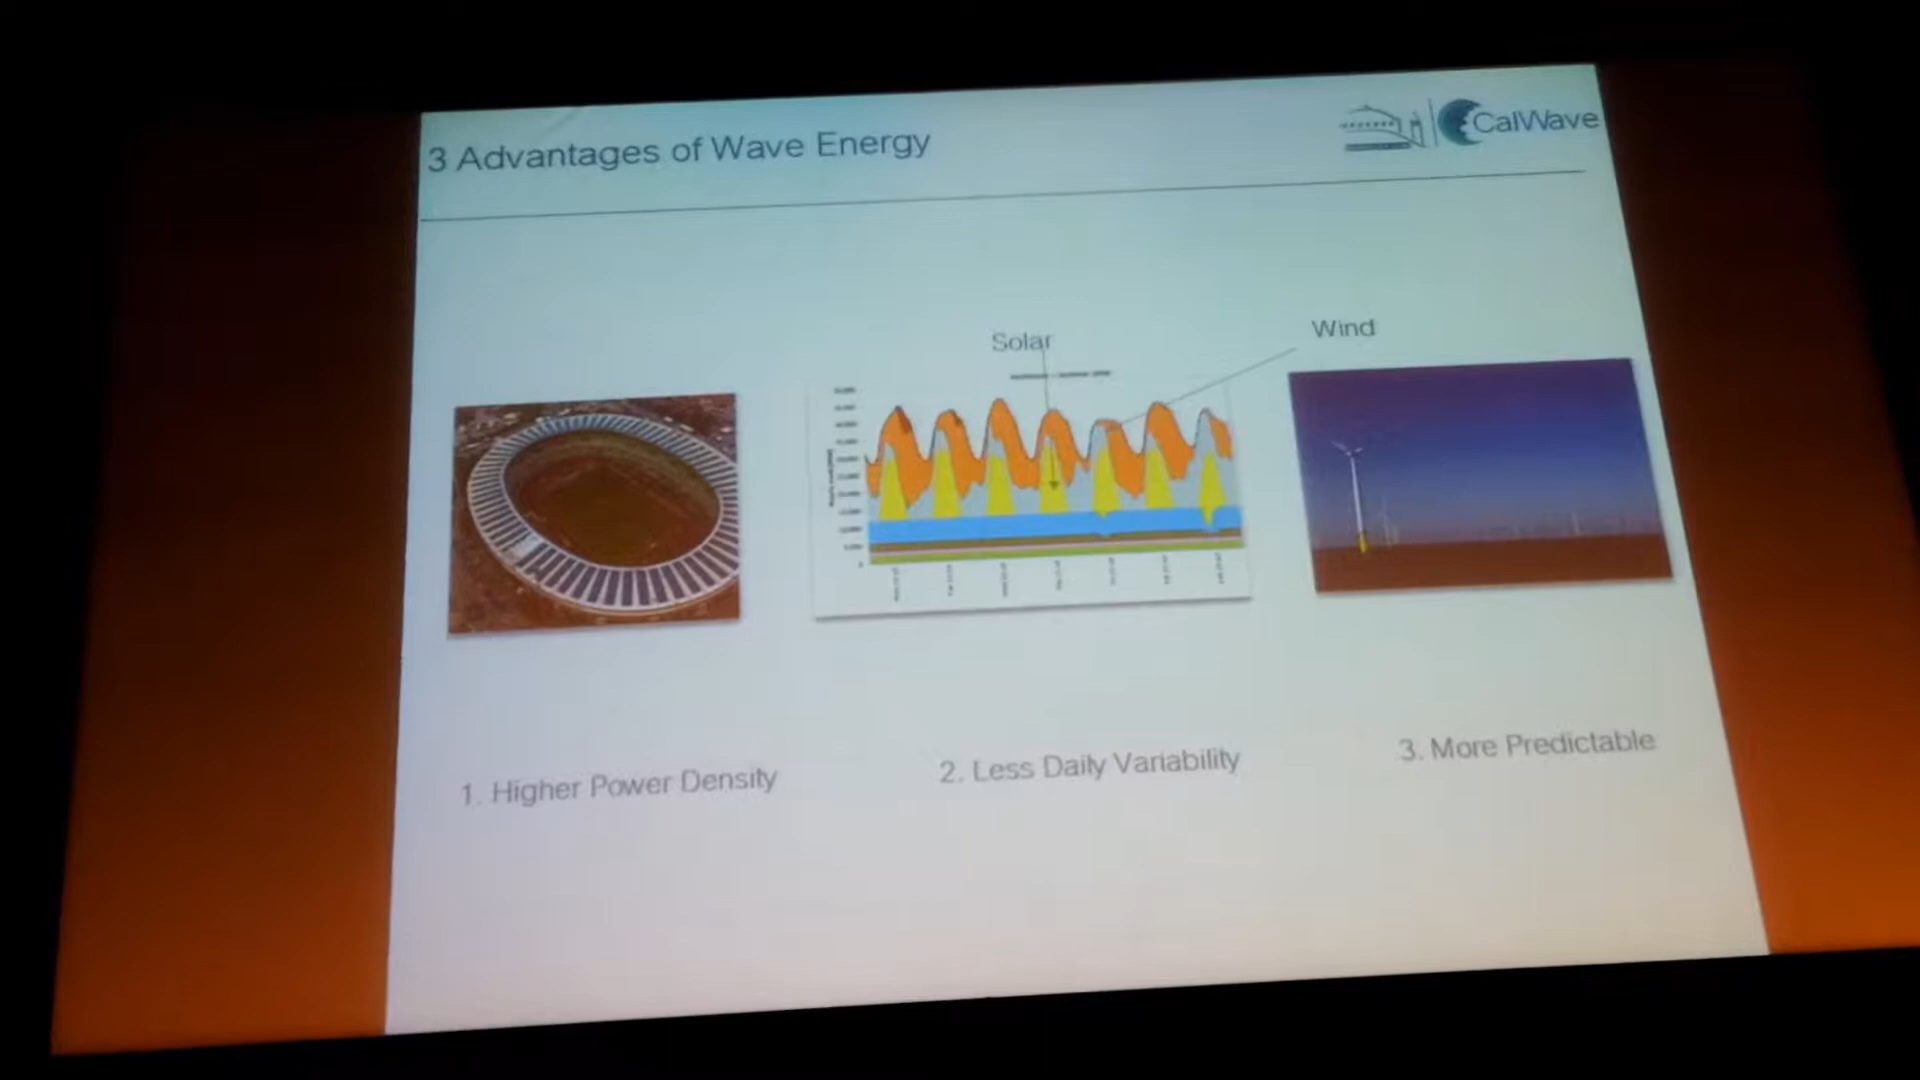 3 Advantages of Wave Energy
CalWave
Solar
Wind
1. Higher Power Density
2. Less Daily Variability
3. More Predictable